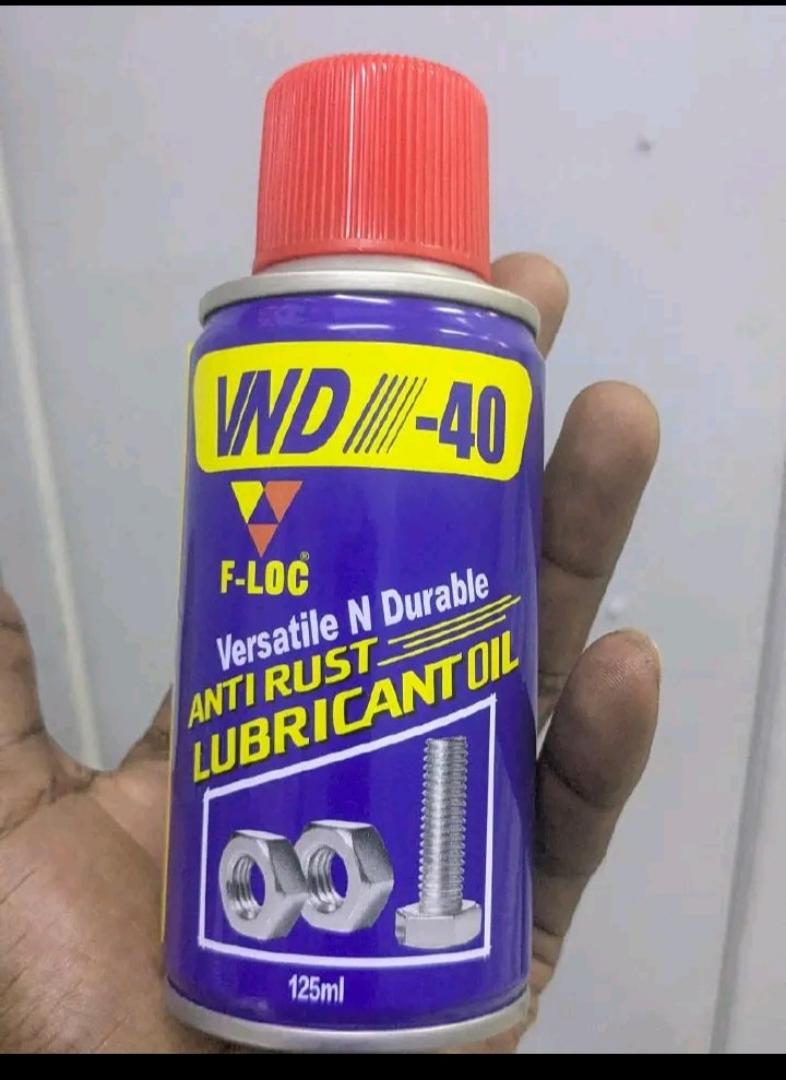 VND -40
F-LOC®
Versatile N Durable
ANTI RUST
LUBRICANT OIL
125ml